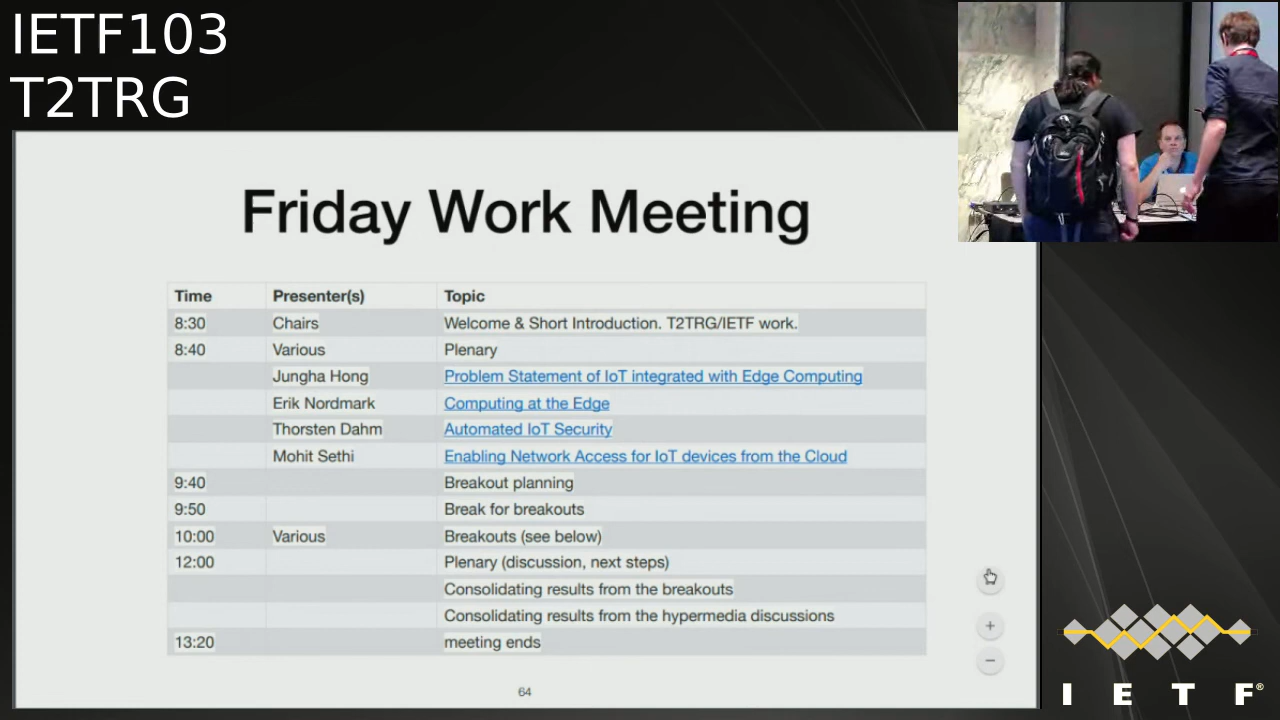 IETF103
T2TRG
Friday Work Meeting
Time Presenter(s) Topic
8:30 Chairs Welcome & Short Introduction. T2TRG/IETF work.
8:40 Various Plenary
Jungha Hong Problem Statement of IoT integrated with Edge Computing
Erik Nordmark Computing at the Edge
Thorsten Dahm Automated IoT Security
Mohit Sethi Enabling Network Access for IoT devices from the Cloud
9:40 Breakout planning
9:50 Break for breakouts
10:00 Various Breakouts (see below)
12:00 Plenary (discussion, next steps)
Consolidating results from the breakouts
Consolidating results from the hypermedia discussions
13:20 meeting ends
64
I E T F®